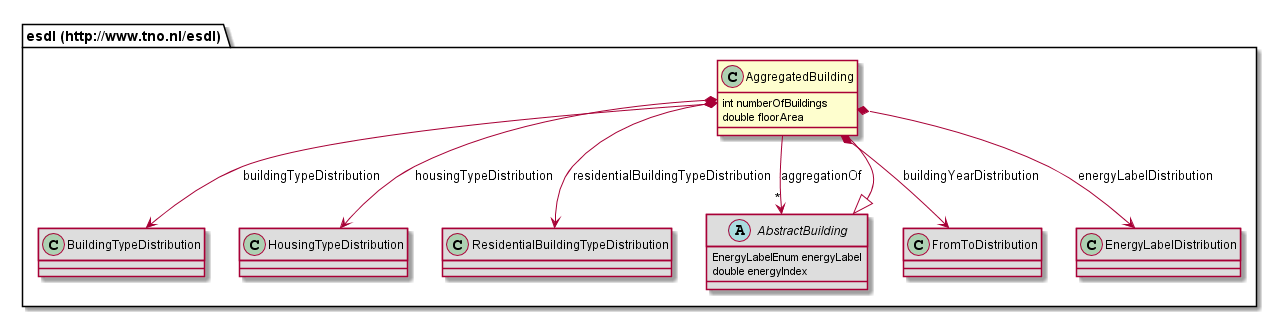 esdl (http://www.tno.nl/esdl)
C AggregatedBuilding
int numberOfBuildings
double floorArea
buildingTypeDistribution
housingTypeDistribution
residentialBuildingTypeDistribution
aggregationOf
buildingYearDistribution
energyLabelDistribution
*
C BuildingTypeDistribution
C HousingTypeDistribution
C ResidentialBuildingTypeDistribution
A AbstractBuilding
EnergyLabelEnum energyLabel
double energyIndex
C FromToDistribution
C EnergyLabelDistribution